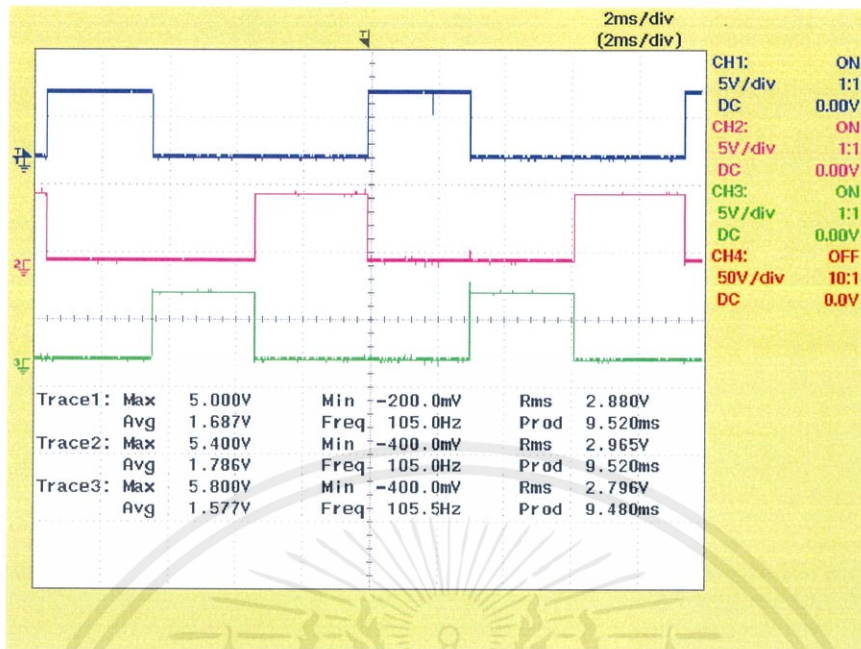 2ms/div
(2ms/div)
T
CH1: ON
5V/div 1:1
DC 0.00V
CH2: ON
5V/div 1:1
DC 0.00V
CH3: ON
5V/div 1:1
DC 0.00V
CH4: OFF
50V/div 10:1
DC 0.0V
T
2
3
Trace1: Max 5.000V Min -200.0mV Rms 2.880V
Avg 1.687V Freq 105.0Hz Prod 9.520ms
Trace2: Max 5.400V Min -400.0mV Rms 2.965V
Avg 1.786V Freq 105.0Hz Prod 9.520ms
Trace3: Max 5.800V Min -400.0mV Rms 2.796V
Avg 1.577V Freq 105.5Hz Prod 9.480ms